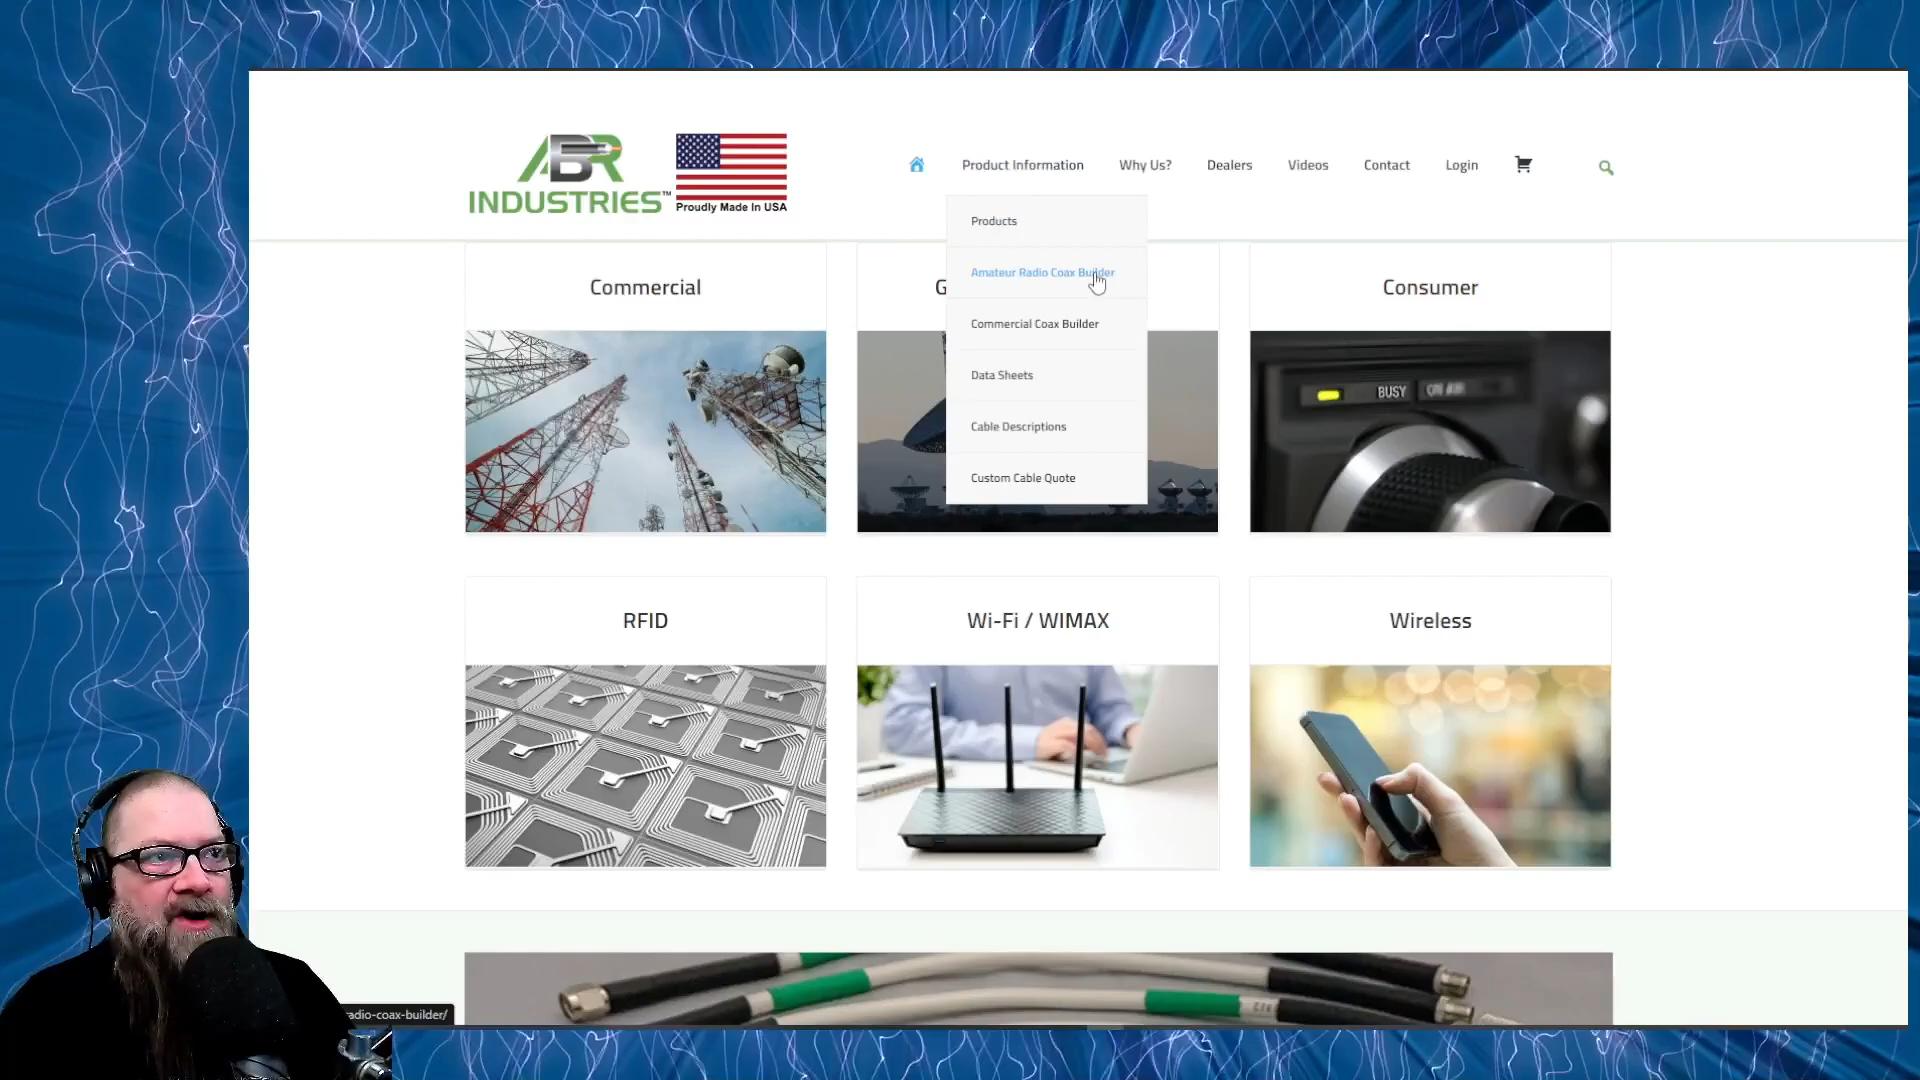 ABR
INDUSTRIES™
Proudly Made In USA
Product Information
Why Us?
Dealers
Videos
Contact
Login
Products
Amateur Radio Coax Builder
Commercial Coax Builder
Data Sheets
Cable Descriptions
Custom Cable Quote
Commercial
G
Consumer
BUSY
ON AIR
RFID
Wi-Fi / WIMAX
Wireless
adio-coax-builder/